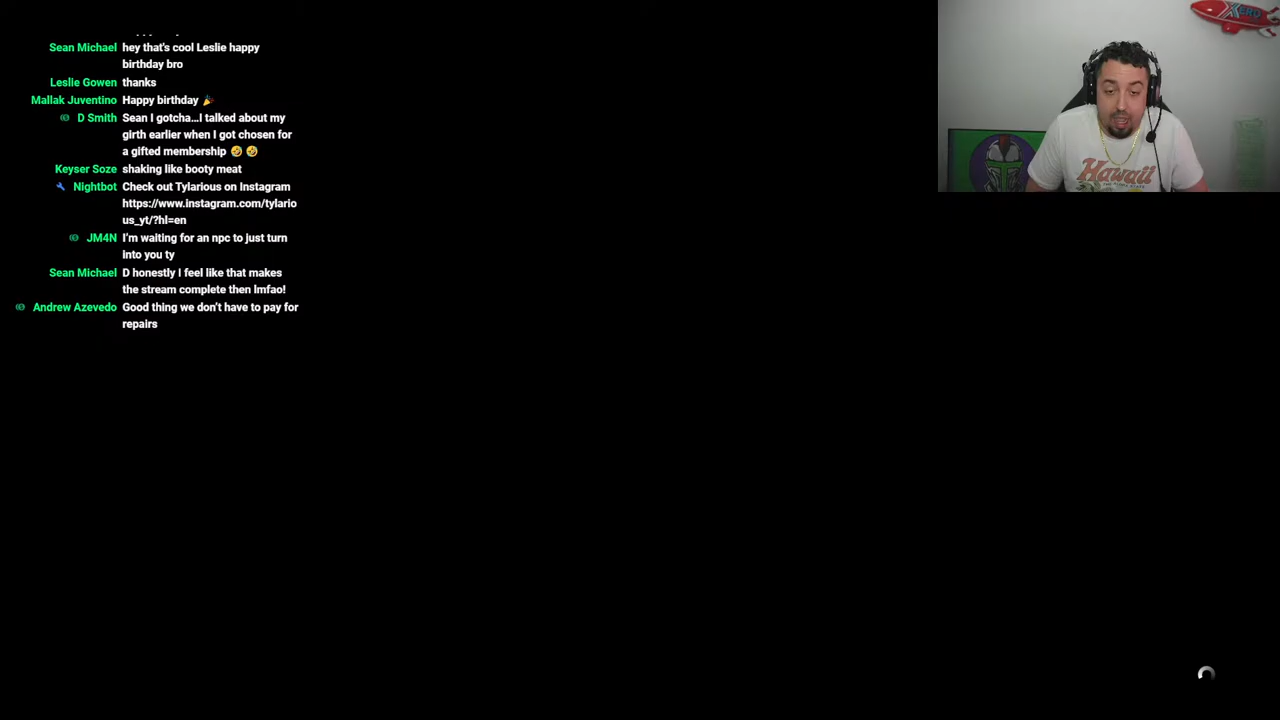 Sean Michael hey that's cool Leslie happy
birthday bro
Leslie Gowen thanks
Mallak Juventino Happy birthday 🎉
D Smith Sean I gotcha...I talked about my
girth earlier when I got chosen for
a gifted membership 🤣 🤣
Keyser Soze shaking like booty meat
Nightbot Check out Tylarious on Instagram
https://www.instagram.com/tylario
us_yt/?hl=en
JM4N I'm waiting for an npc to just turn
into you ty
Sean Michael D honestly I feel like that makes
the stream complete then lmfao!
Andrew Azevedo Good thing we don't have to pay for
repairs
XERO
Hawaii